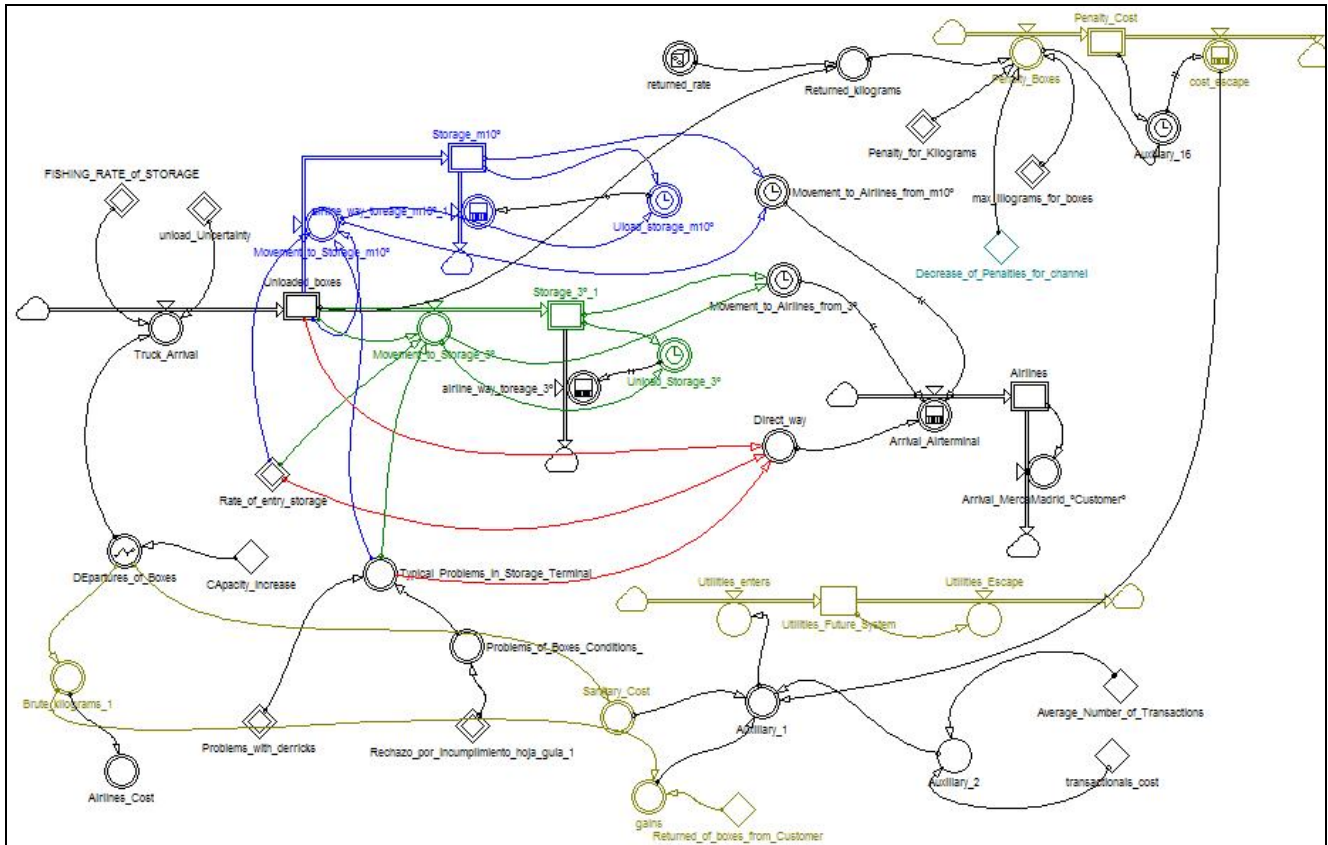 Penalty_Cost
returned_rate
Returned_kilograms
Penalty_Boxes
cost_escape
Storage_m10º
Penalty_for_Kilograms
Auxiliary_16
FISHING_RATE_of_STORAGE
max_lilograms_for_boxes
Movement_to_Airlines_from_m10º
airline_way_toreage_m10º_1
unload_Uncertainty
Uload_storage_m10º
Movement_to_Storage_m10º
Decrease_of_Penalties_for_channel
Unloaded_boxes
Storage_3º_1
Movement_to_Airlines_from_3º
Truck_Arrival
Movement_to_Storage_3º
Unload_Storage_3º
airline_way_toreage_3º
Airlines
Direct_way
Arrival_Airterminal
Rate_of_entry_storage
Arrival_MercaMadrid_ºCustomerº
DEpartures_of_Boxes
CApacity_Increase
Typical_Problems_in_Storage_Terminal
Utilities_enters
Utilities_Escape
Utilities_Future_System
Problems_of_Boxes_Conditions_
Brute_kilograms_1
Sanitary_Cost
Average_Number_of_Transactions
Auxiliary_1
Problems_with_derricks
Rechazo_por_Incumplimiento_hoja_guia_1
Auxiliary_2
transactionals_cost
Airlines_Cost
gains
Returned_of_boxes_from_Customer